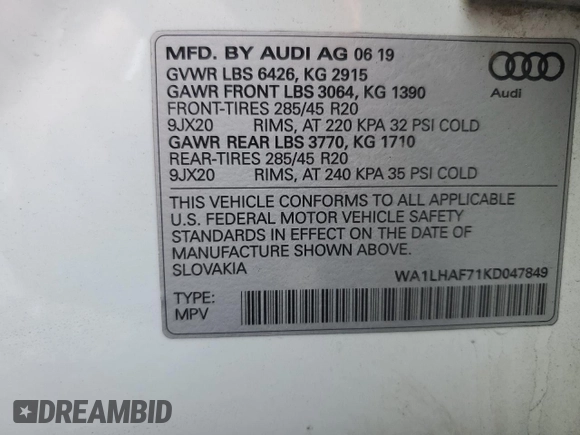 MFD. BY AUDI AG 06 19
GVWR LBS 6426, KG 2915
GAWR FRONT LBS 3064, KG 1390
FRONT-TIRES 285/45 R20
9JX20 RIMS, AT 220 KPA 32 PSI COLD
GAWR REAR LBS 3770, KG 1710
REAR-TIRES 285/45 R20
9JX20 RIMS, AT 240 KPA 35 PSI COLD
Audi
THIS VEHICLE CONFORMS TO ALL APPLICABLE
U.S. FEDERAL MOTOR VEHICLE SAFETY
STANDARDS IN EFFECT ON THE DATE OF
MANUFACTURE SHOWN ABOVE.
SLOVAKIA
WA1LHAF71KD047849
TYPE:
MPV
DREAMBID